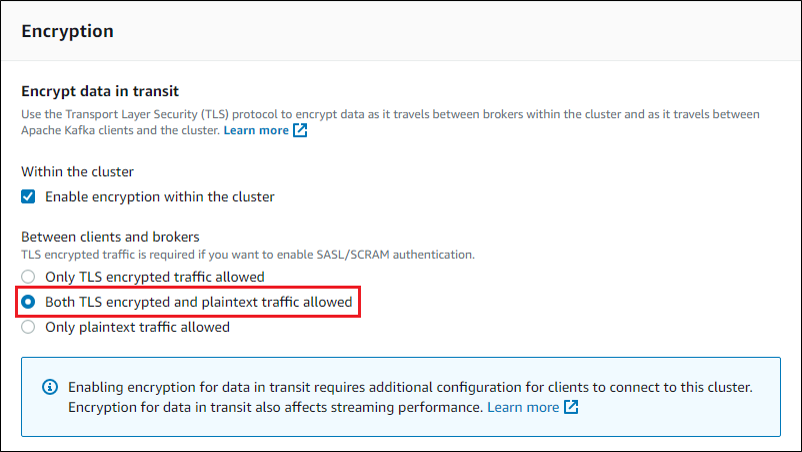 Encryption
Encrypt data in transit
Use the Transport Layer Security (TLS) protocol to encrypt data as it travels between brokers within the cluster and as it travels between
Apache Kafka clients and the cluster. Learn more
Within the cluster
Enable encryption within the cluster
Between clients and brokers
TLS encrypted traffic is required if you want to enable SASL/SCRAM authentication.
Only TLS encrypted traffic allowed
Both TLS encrypted and plaintext traffic allowed
Only plaintext traffic allowed
Enabling encryption for data in transit requires additional configuration for clients to connect to this cluster.
Encryption for data in transit also affects streaming performance. Learn more